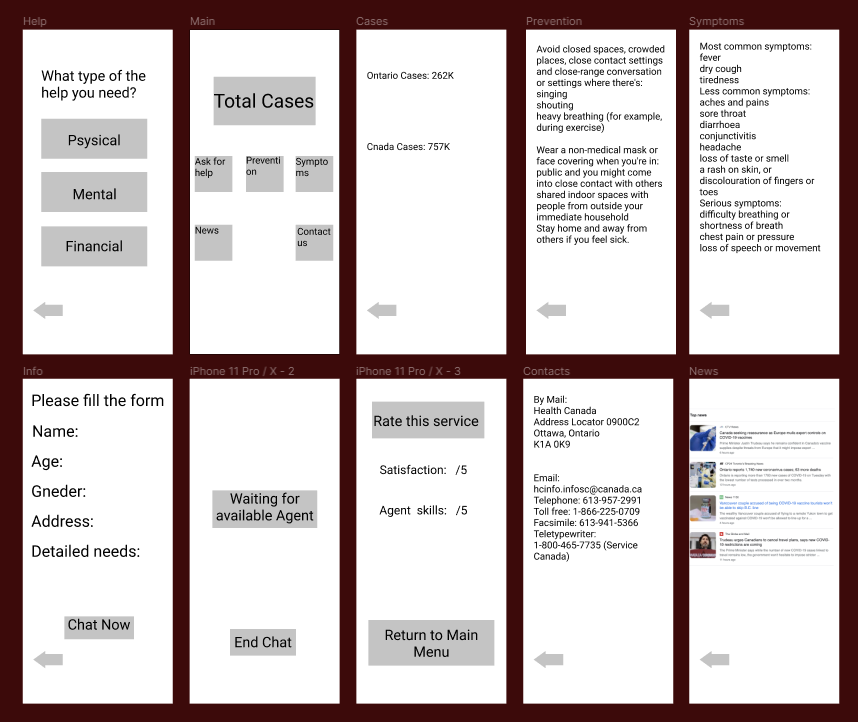 Help
What type of the
help you need?
Psysical
Mental
Financial
Main
Total Cases
Ask for
help
Preventi
on
Sympto
ms
News
Contact
us
Cases
Ontario Cases: 262K
Cnada Cases: 757K
Prevention
Avoid closed spaces, crowded
places, close contact settings
and close-range conversation
or settings where there's:
singing
shouting
heavy breathing (for example,
during exercise)
Wear a non-medical mask or
face covering when you're in:
public and you might come
into close contact with others
shared indoor spaces with
people from outside your
immediate household
Stay home and away from
others if you feel sick.
Symptoms
Most common symptoms:
fever
dry cough
tiredness
Less common symptoms:
aches and pains
sore throat
diarrhoea
conjunctivitis
headache
loss of taste or smell
a rash on skin, or
discolouration of fingers or
toes
Serious symptoms:
difficulty breathing or
shortness of breath
chest pain or pressure
loss of speech or movement
Info
Please fill the form
Name:
Age:
Gneder:
Address:
Detailed needs:
Chat Now
iPhone 11 Pro / X - 2
Waiting for
available Agent
End Chat
iPhone 11 Pro / X - 3
Rate this service
Satisfaction: /5
Agent skills: /5
Return to Main
Menu
Contacts
By Mail:
Health Canada
Address Locator 0900C2
Ottawa, Ontario
K1A 0K9
Email:
hcinfo.infosc@canada.ca
Telephone: 613-957-2991
Toll free: 1-866-225-0709
Facsimile: 613-941-5366
Teletypewriter:
1-800-465-7735 (Service
Canada)
News
Top news
Canada seeking reassurance as Europe mulls export controls on
COVID-19 vaccines
Ontario reports 1,740 new coronavirus cases, 63 more deaths
Vancouver couple accused of being COVID-19 vaccine tourists won't
be able to
Trudeau urges Canadians to cancel travel plans, says new COVID-
19 restrictions are coming